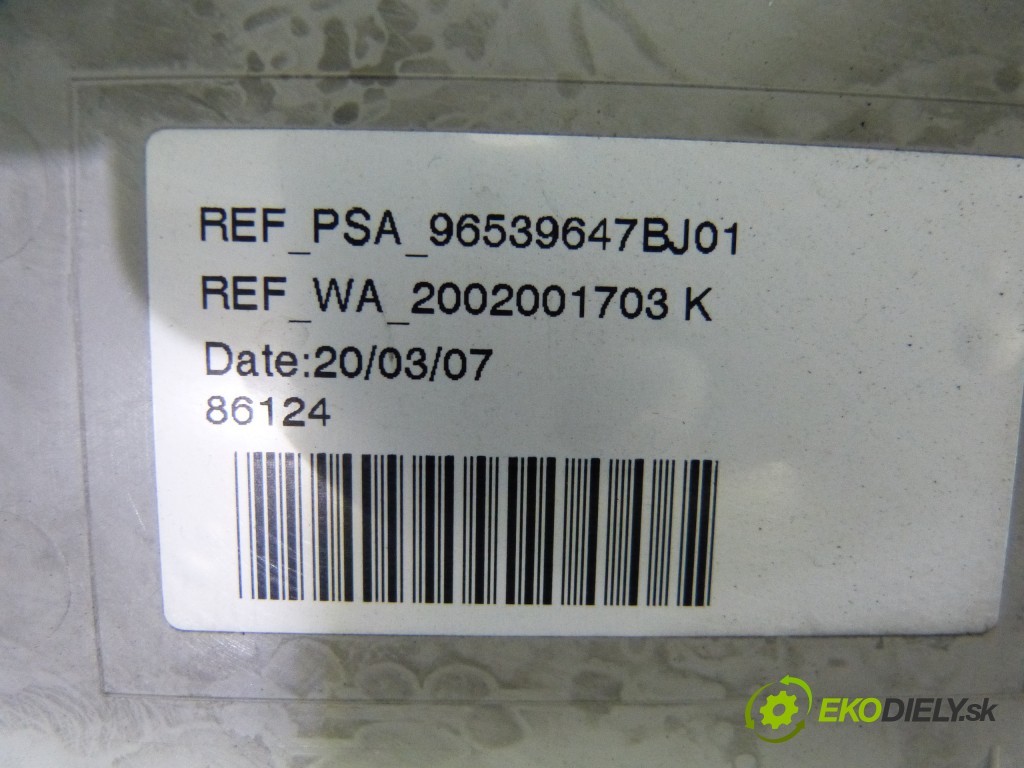 REF_PSA_96539647BJ01
REF_WA_2002001703 K
Date:20/03/07
86124
EKODIELY.sk